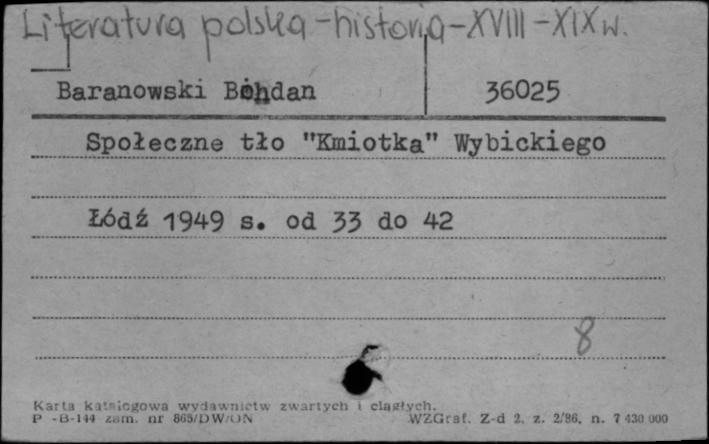 Literatura polska - historia - XVIII - XIX w.
Baranowski Bohdan 36025
Społeczne tło "Kmiotka" Wybickiego
Łódź 1949 s. od 33 do 42
8
Karta katalogowa wydawnictw zwartych i ciągłych.
P-B-144 zam. nr 865/DW/ON WZGraf. Z-d 2. z. 2/86. n. 7 430 000